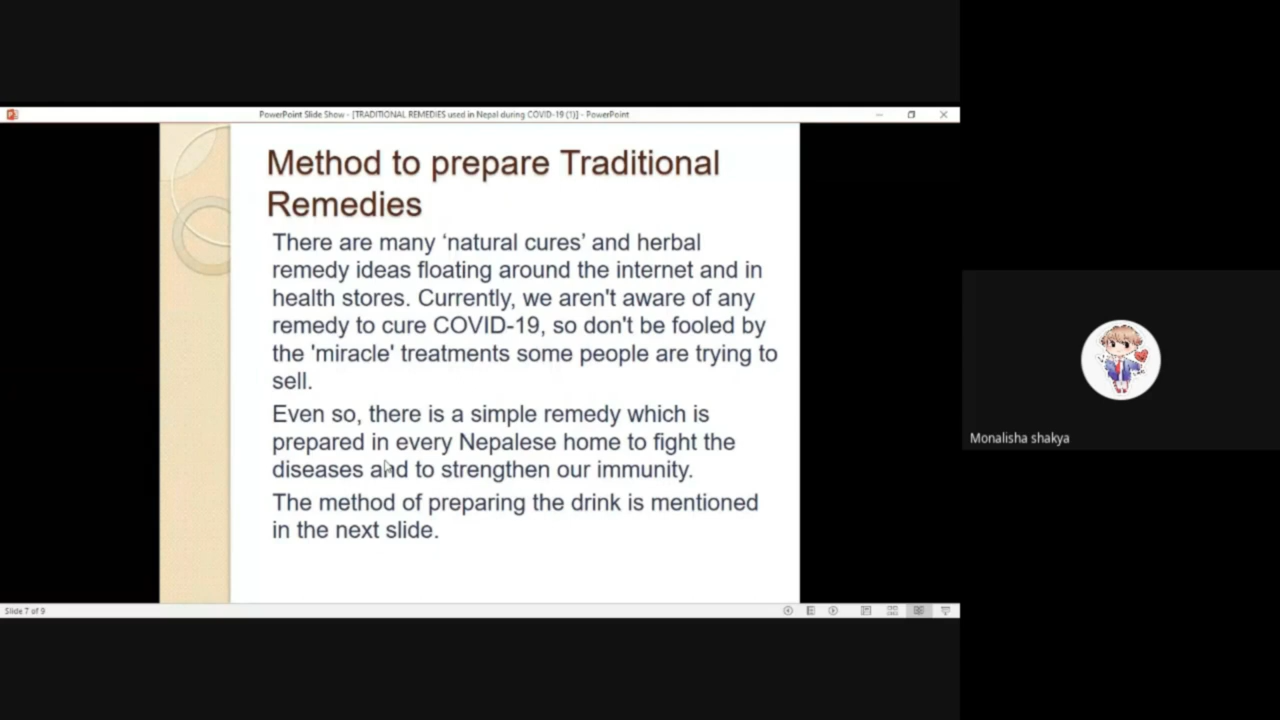 PowerPoint Slide Show - [TRADITIONAL REMEDIES used in Nepal during COVID-19 (1)] - PowerPoint
Method to prepare Traditional
Remedies
There are many ‘natural cures’ and herbal
remedy ideas floating around the internet and in
health stores. Currently, we aren't aware of any
remedy to cure COVID-19, so don't be fooled by
the 'miracle' treatments some people are trying to
sell.
Even so, there is a simple remedy which is
prepared in every Nepalese home to fight the
diseases and to strengthen our immunity.
The method of preparing the drink is mentioned
in the next slide.
Monalisha shakya
Slide 7 of 9